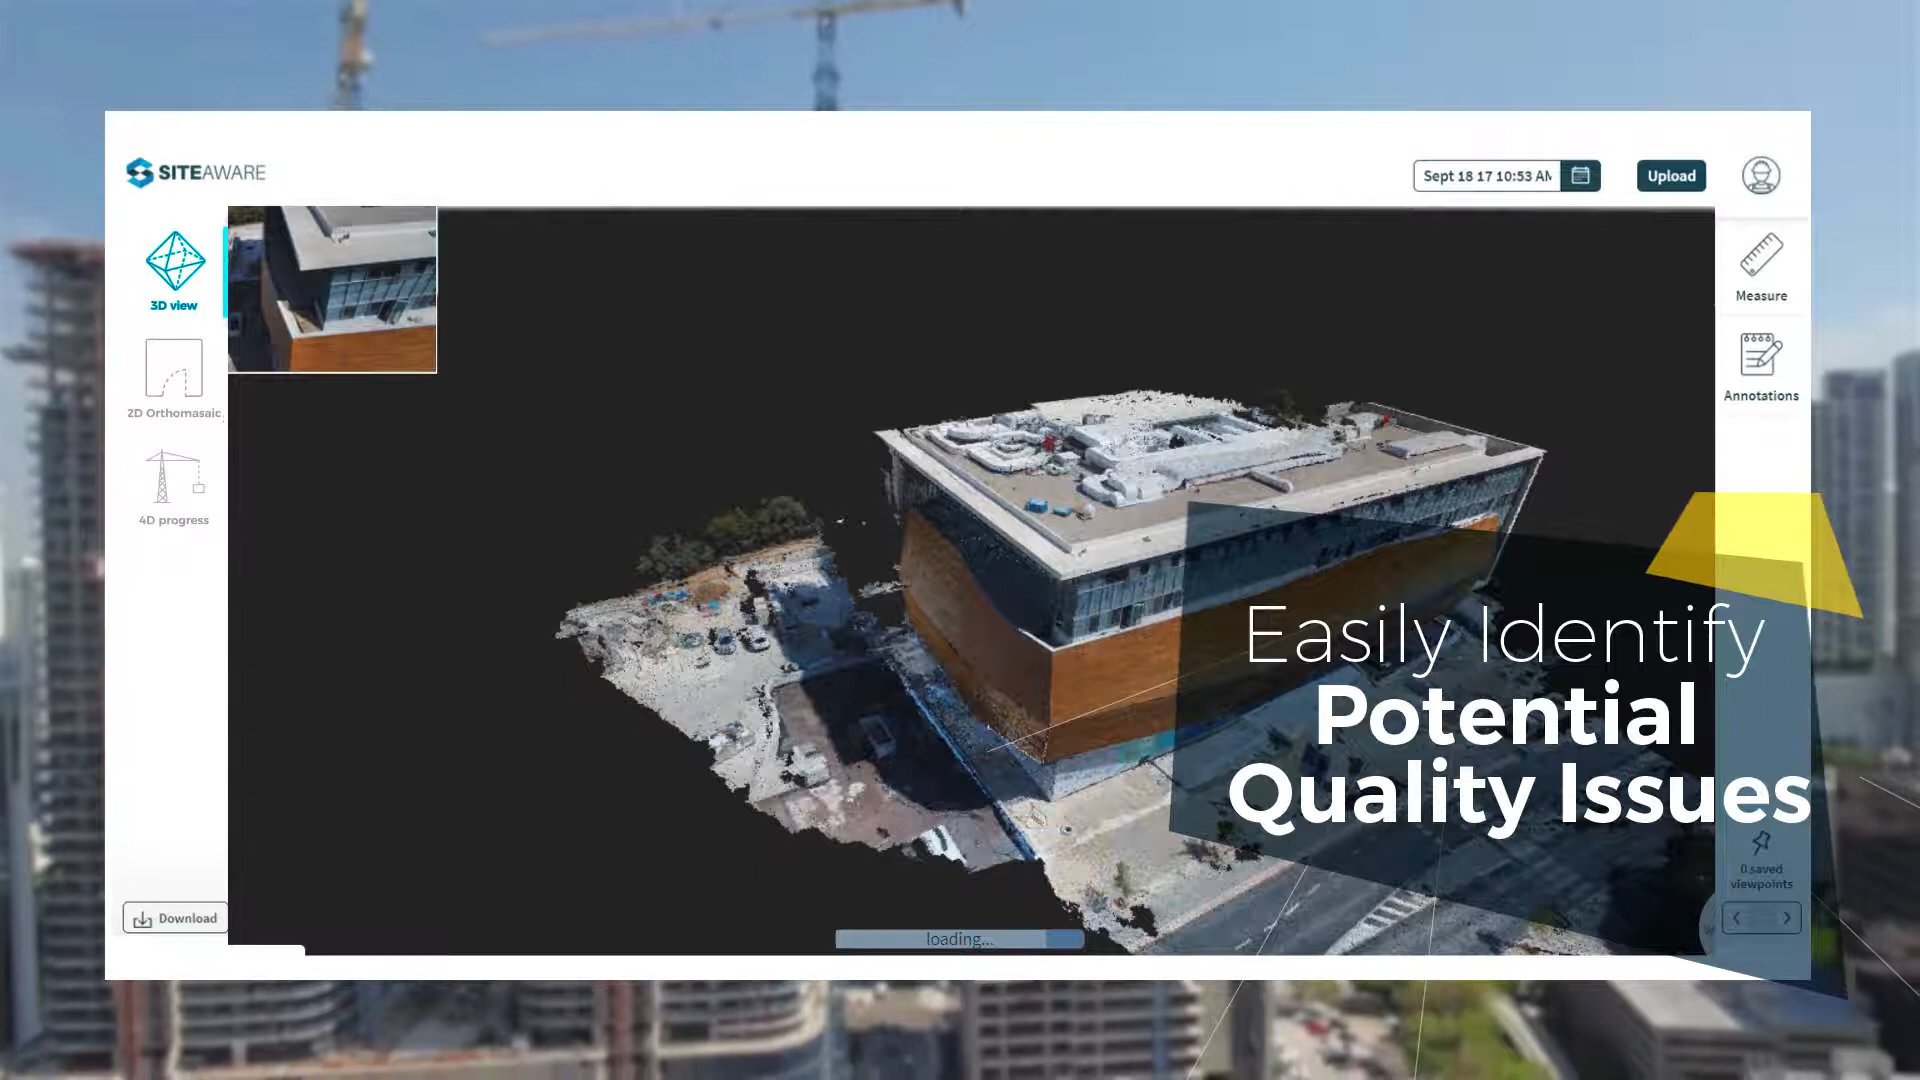 SITEAWARE
Sept 18 17 10:53 AM
Upload
3D view
2D Orthomasaic
4D progress
Measure
Annotations
Easily Identify
Potential
Quality Issues
0 saved
viewpoints
Download
loading...